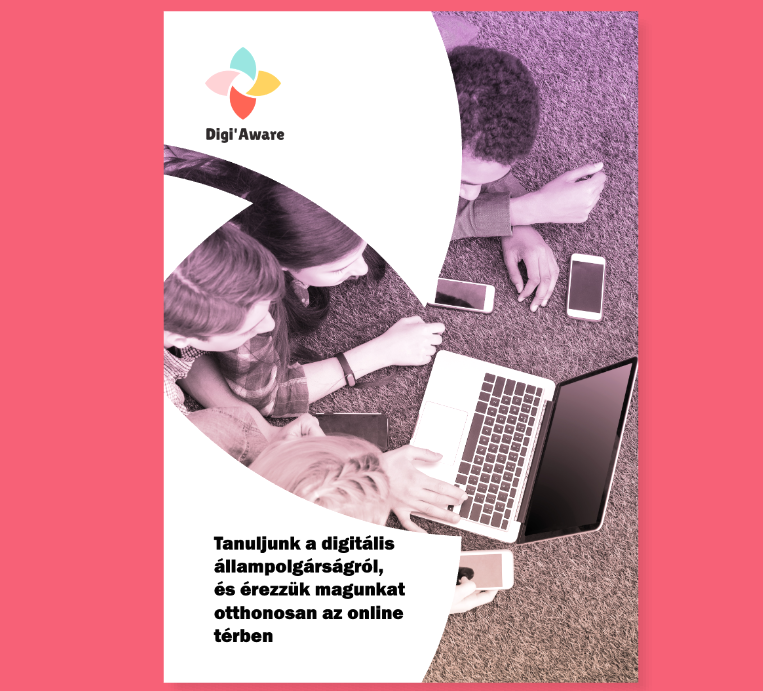 Digi'Aware
Tanuljunk a digitális
állampolgárságról,
és érezzük magunkat
otthonosan az online
térben